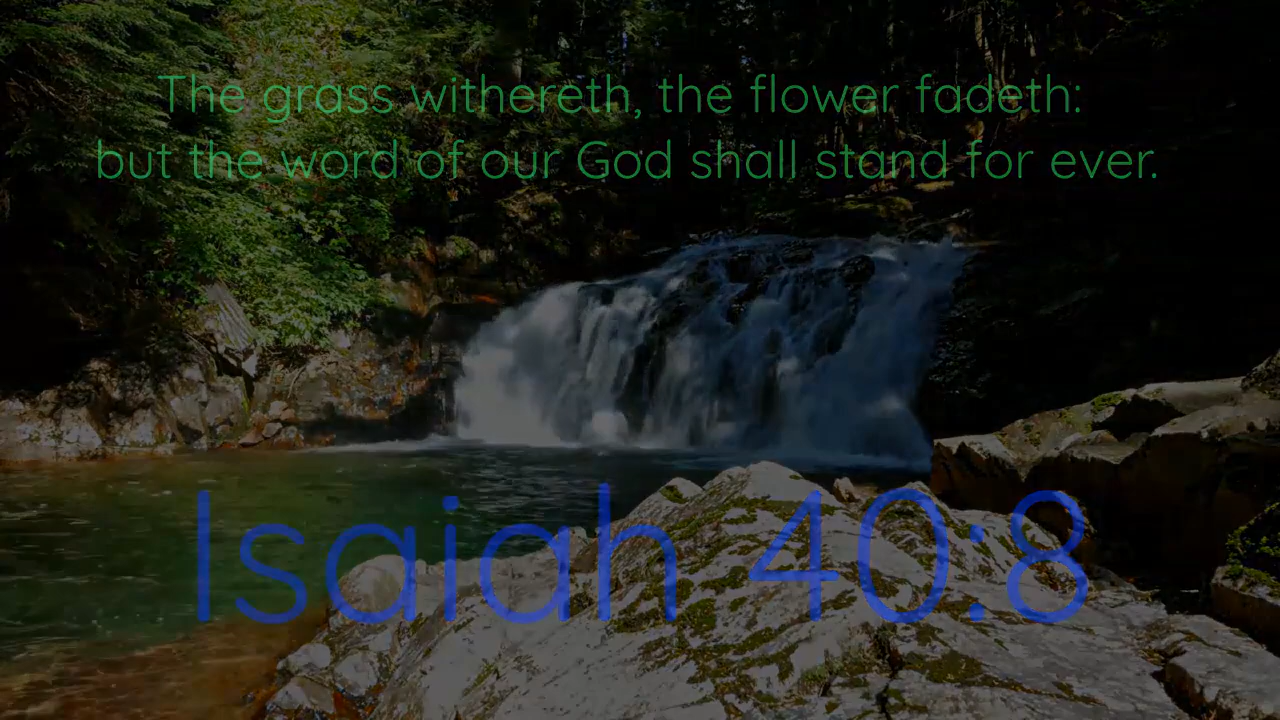 The grass withereth, the flower fadeth:
but the word of our God shall stand for ever.
Isaiah 40:8